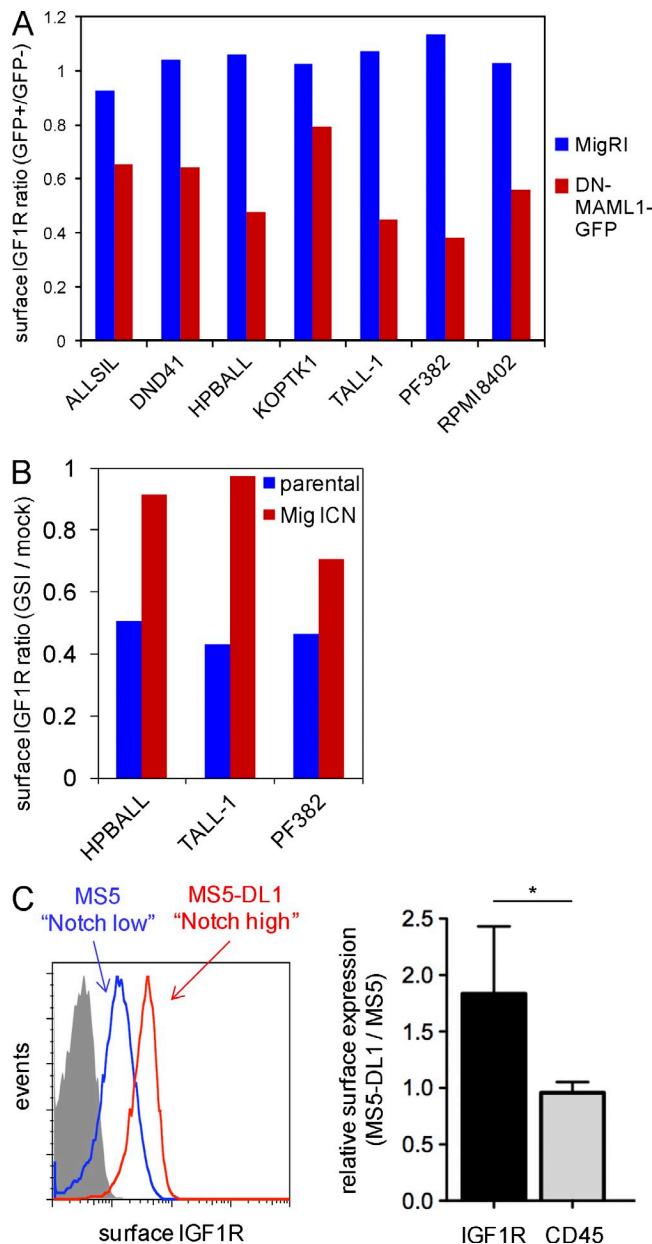 A
surface IGF1R ratio (GFP+/GFP-)
1.2
1
0.8
0.6
0.4
0.2
0
ALLSIL
DND41
HPBALL
KOPTK1
TALL-1
PF382
RPMI 8402
MigRI
DN-
MAML1-
GFP
B
surface IGF1R ratio (GSI / mock)
1
0.8
0.6
0.4
0.2
0
parental
Mig ICN
HPBALL
TALL-1
PF382
C
MS5
"Notch low"
MS5-DL1
"Notch high"
events
surface IGF1R
relative surface expression
(MS5-DL1 / MS5)
2.5
2.0
1.5
1.0
0.5
0.0
*
IGF1R
CD45